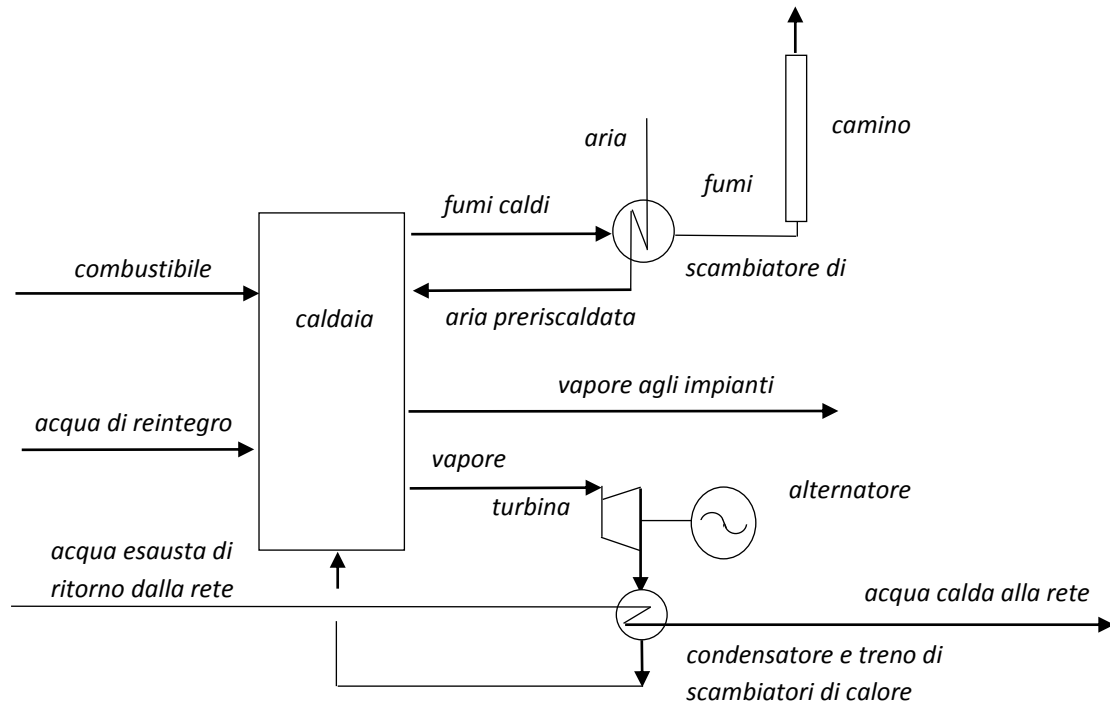 camino
aria
fumi
fumi caldi
scambiatore di
combustibile
caldaia
aria preriscaldata
vapore agli impianti
acqua di reintegro
vapore
turbina
alternatore
acqua esausta di
ritorno dalla rete
acqua calda alla rete
condensatore e treno di
scambiatori di calore